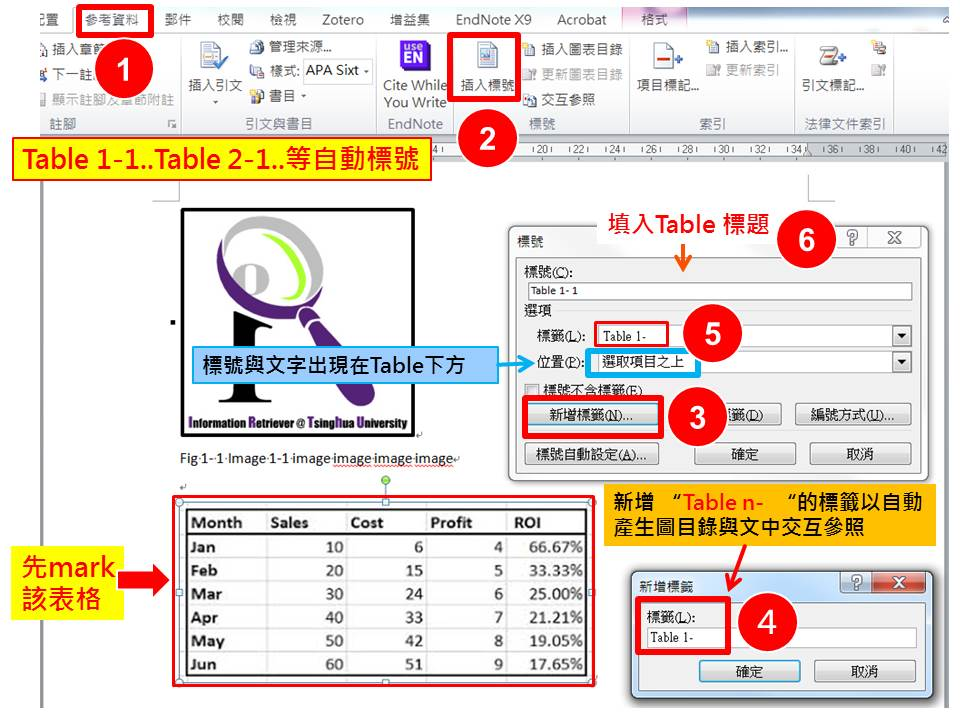 配置 參考資料 郵件 校閱 檢視 Zotero 增益集 EndNote X9 Acrobat 格式
插入章節
下一註
顯示註腳及章節附註
註腳
插入引文
管理來源...
樣式: APA Sixt
書目
引文與書目
Cite While
You Write
EndNote
插入標號
插入圖表目錄
更新圖表目錄
交互參照
標號
項目標記...
插入索引...
更新索引
索引
引文標記...
法律文件索引
1
2
Table 1-1..Table 2-1..等自動標號
120 122 124 126 128 130 132 134 136 138 140 142
Information Retriever @ Tsinghua University
Fig 1-1 Image 1-1 image image image image
標號與文字出現在Table下方
填入Table 標題
6
標號
標號(C):
Table 1- 1
選項
標籤(L): Table 1-
5
位置(P): 選取項目之上
標號不含標籤(E)
新增標籤(N)...
3
籤(D)
編號方式(U)...
標號自動設定(A)...
確定
取消
新增 “Table n- “的標籤以自動
產生圖目錄與文中交互參照
先mark
該表格
Month Sales Cost Profit ROI
Jan 10 6 4 66.67%
Feb 20 15 5 33.33%
Mar 30 24 6 25.00%
Apr 40 33 7 21.21%
May 50 42 8 19.05%
Jun 60 51 9 17.65%
新增標籤
標籤(L):
Table 1-
4
確定
取消